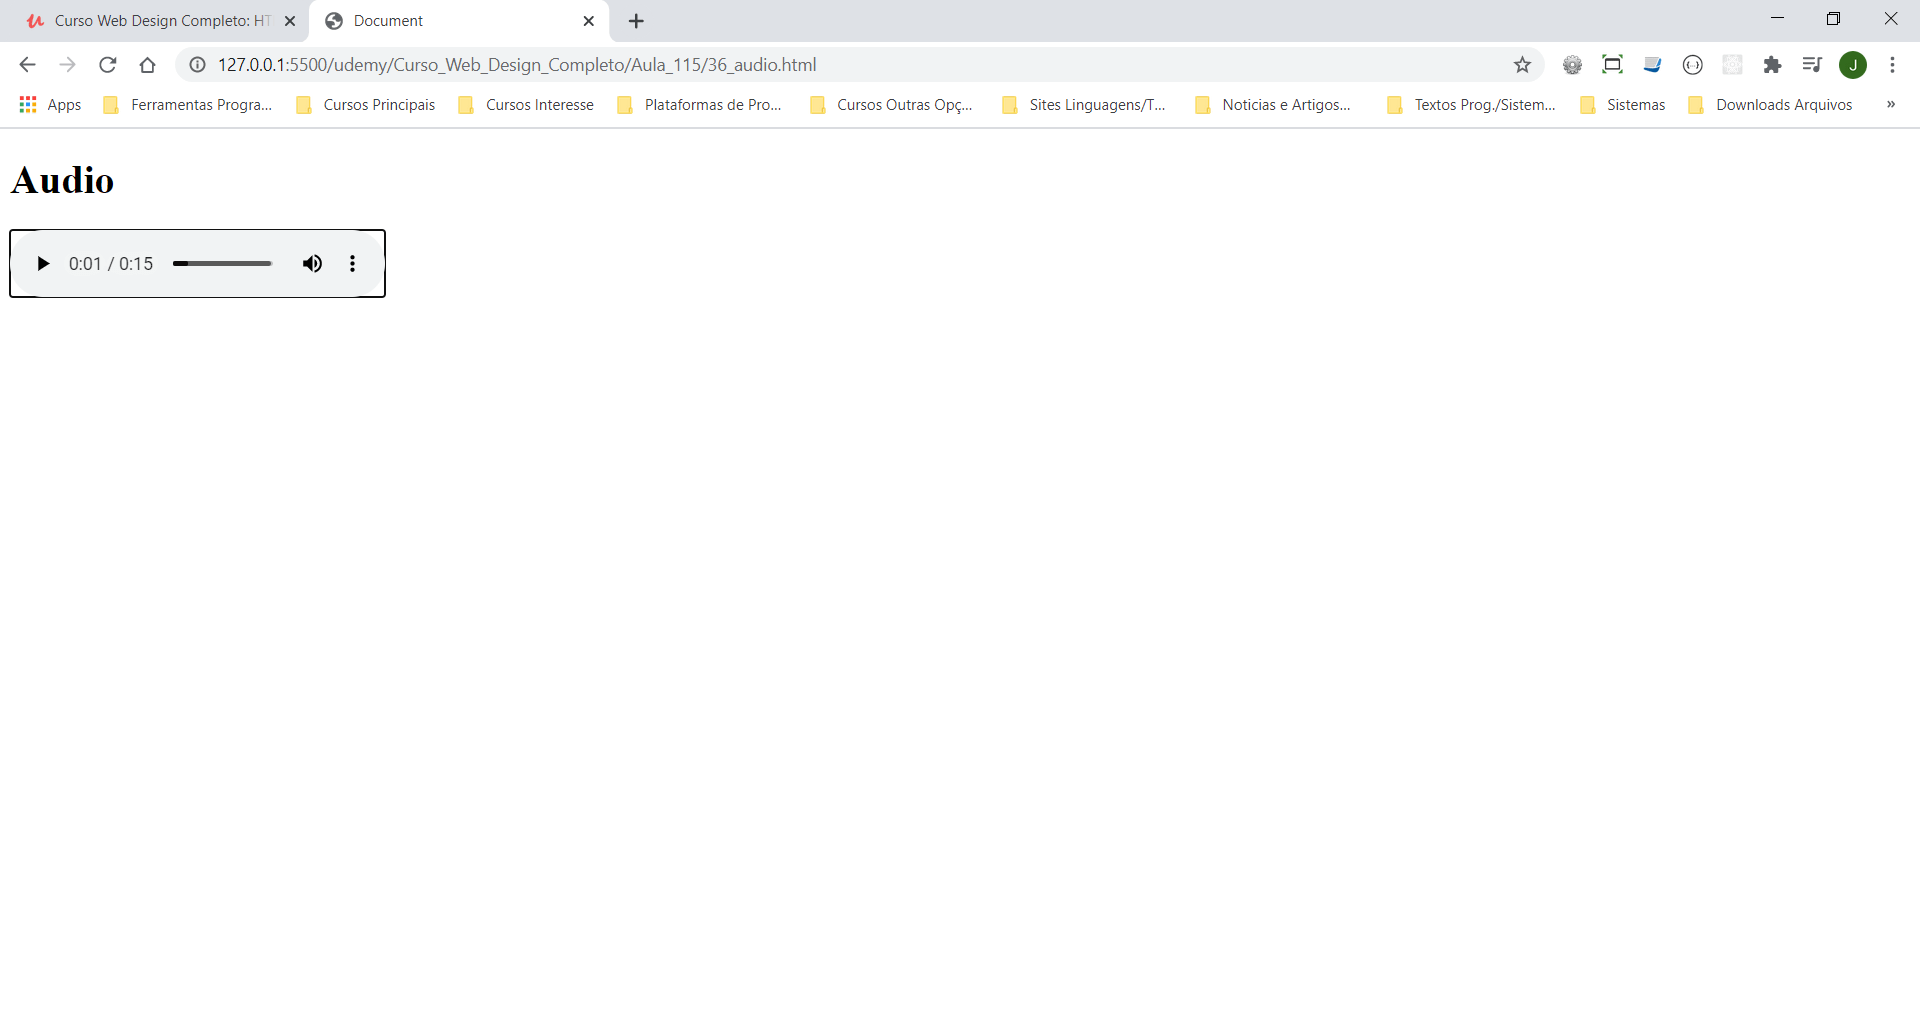 Curso Web Design Completo: HT
Document
127.0.0.1:5500/udemy/Curso_Web_Design_Completo/Aula_115/36_audio.html
J
Apps Ferramentas Progra... Cursos Principais Cursos Interesse Plataformas de Pro... Cursos Outras Opç... Sites Linguagens/T... Noticias e Artigos... Textos Prog./Sistem... Sistemas Downloads Arquivos »
Audio
0:01 / 0:15